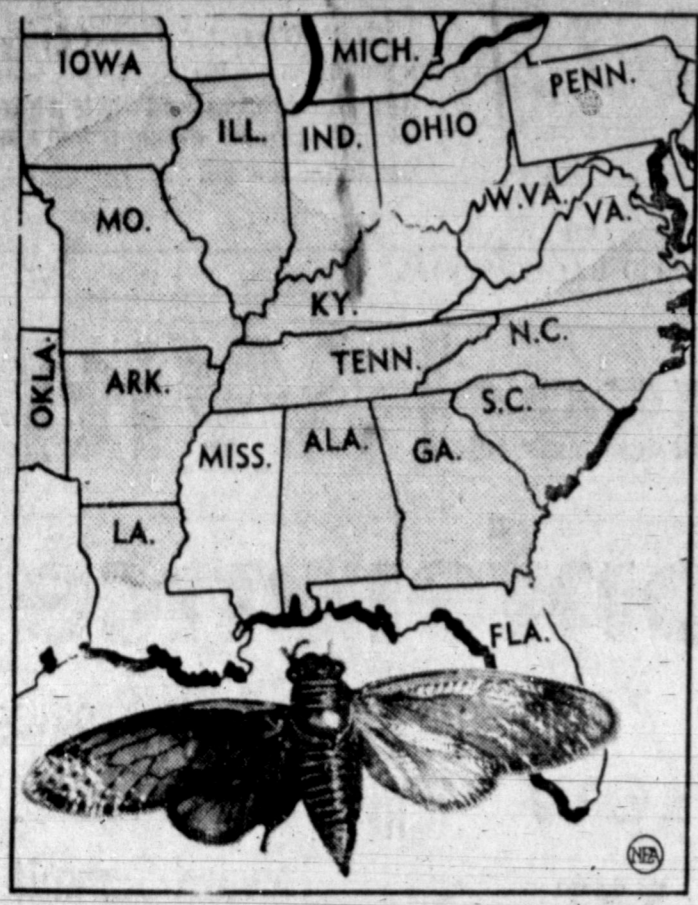 MICH.
IOWA
PENN.
ILL.
IND.
OHIO
W.VA.
VA.
MO.
KY.
N.C.
TENN.
OKLA.
ARK.
S.C.
MISS.
ALA.
GA.
LA.
FLA.
NEA